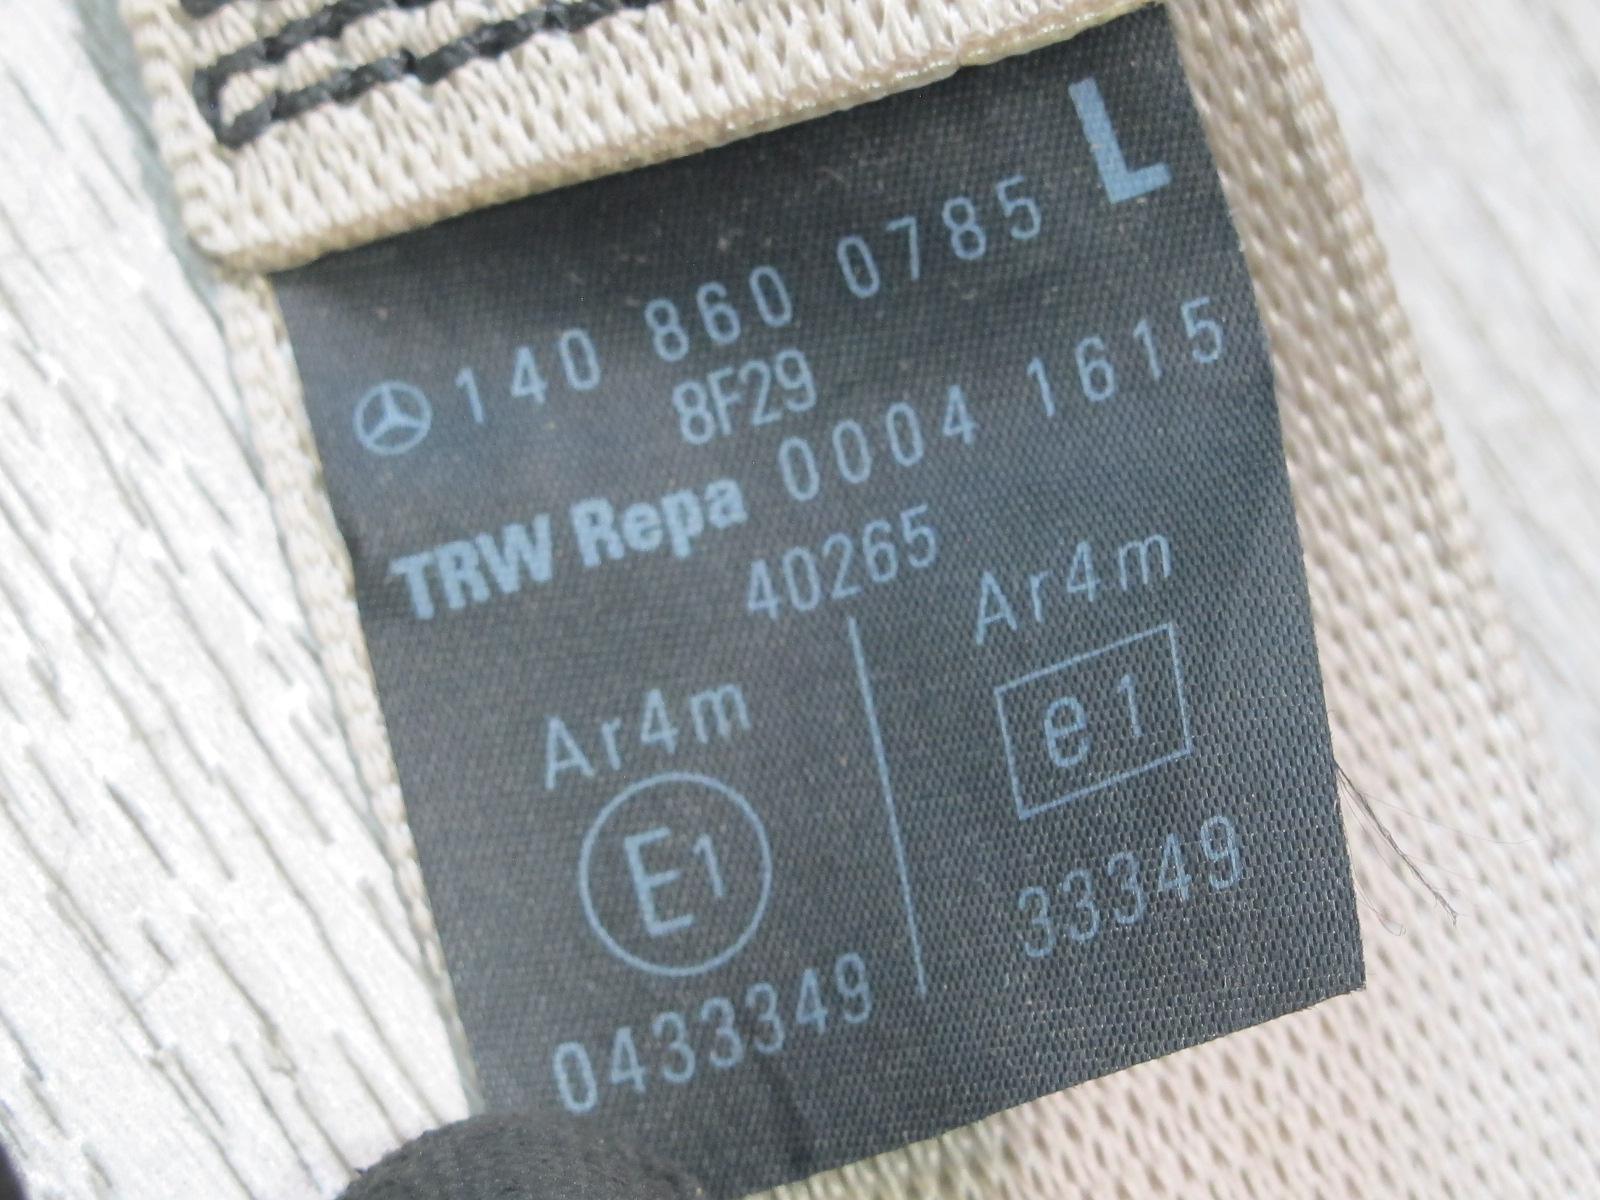 L
140 860 0785
8F29
TRW Repa 0004 1615
40265
Ar4m
E1
0433349
Ar4m
e1
33349